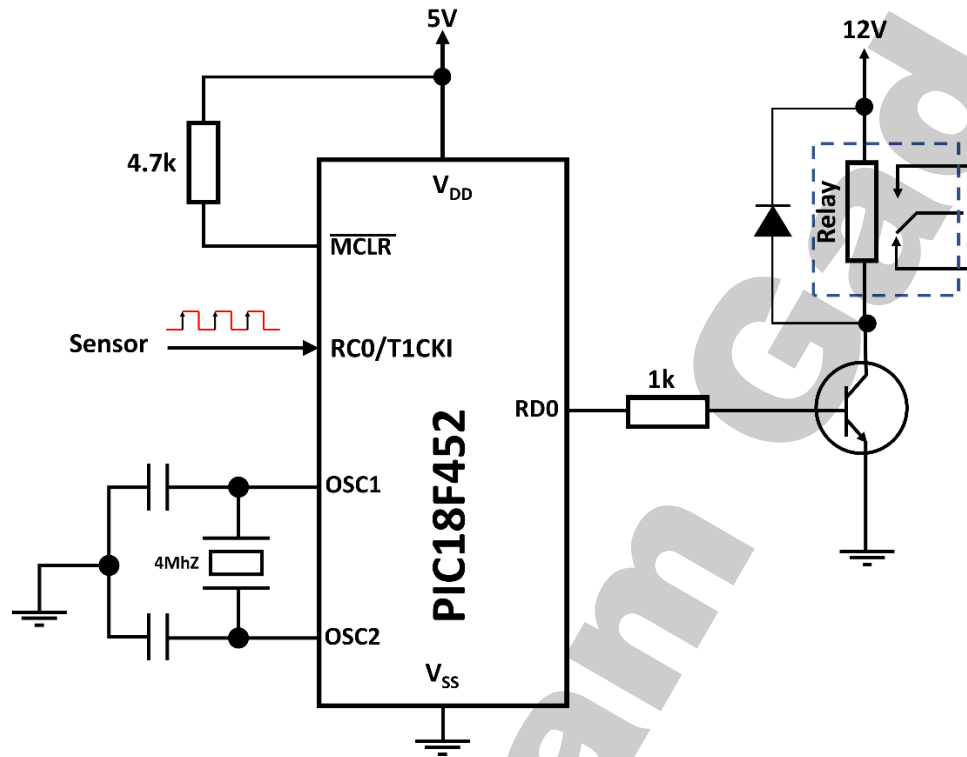 5V
12V
4.7k
VDD
MCLR
Relay
Sensor
RC0/T1CKI
1k
RD0
PIC18F452
OSC1
4MhZ
OSC2
VSS